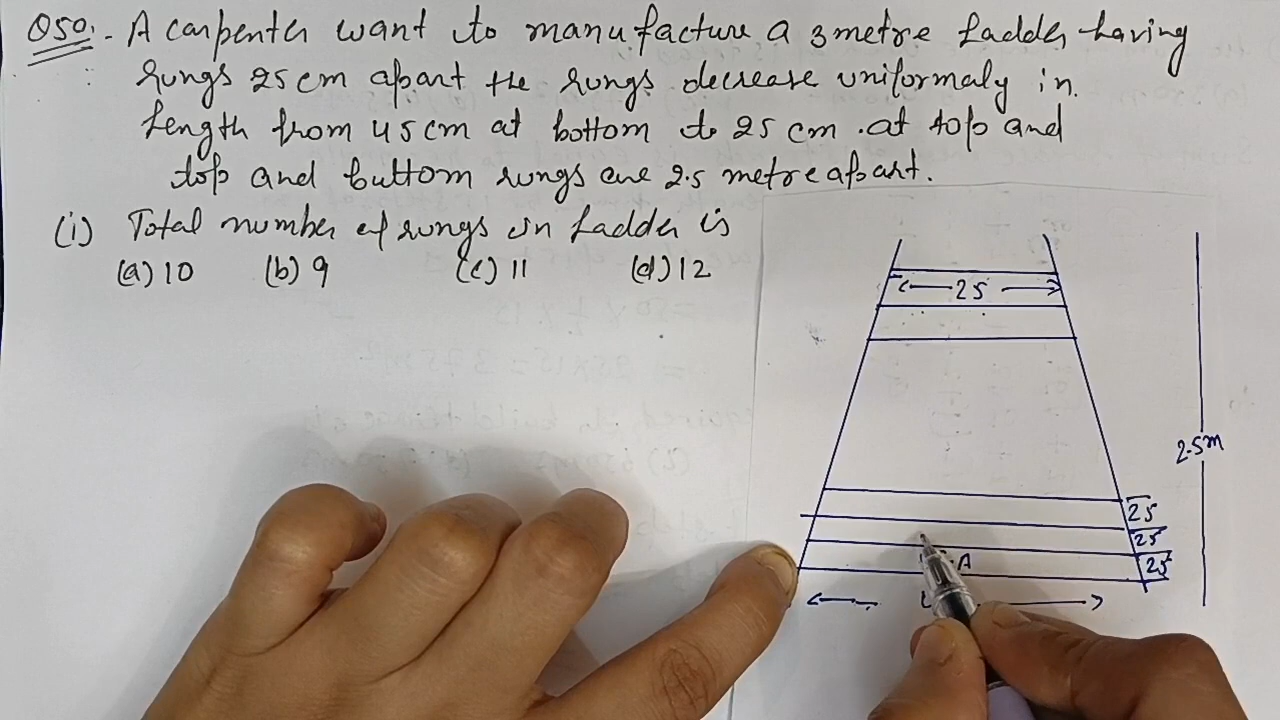 Q50.- A carpenter want to manufacture a 3 metre Ladder having
rungs 25 cm apart the rungs decrease uniformaly in.
Length from 45 cm at bottom to 25 cm .at top and
top and buttom rungs are 2.5 metre apart.
(i) Total number of rungs in Ladder is
(a) 10 (b) 9 (c) 11 (d) 12
25
2.5m
25
25
25
A